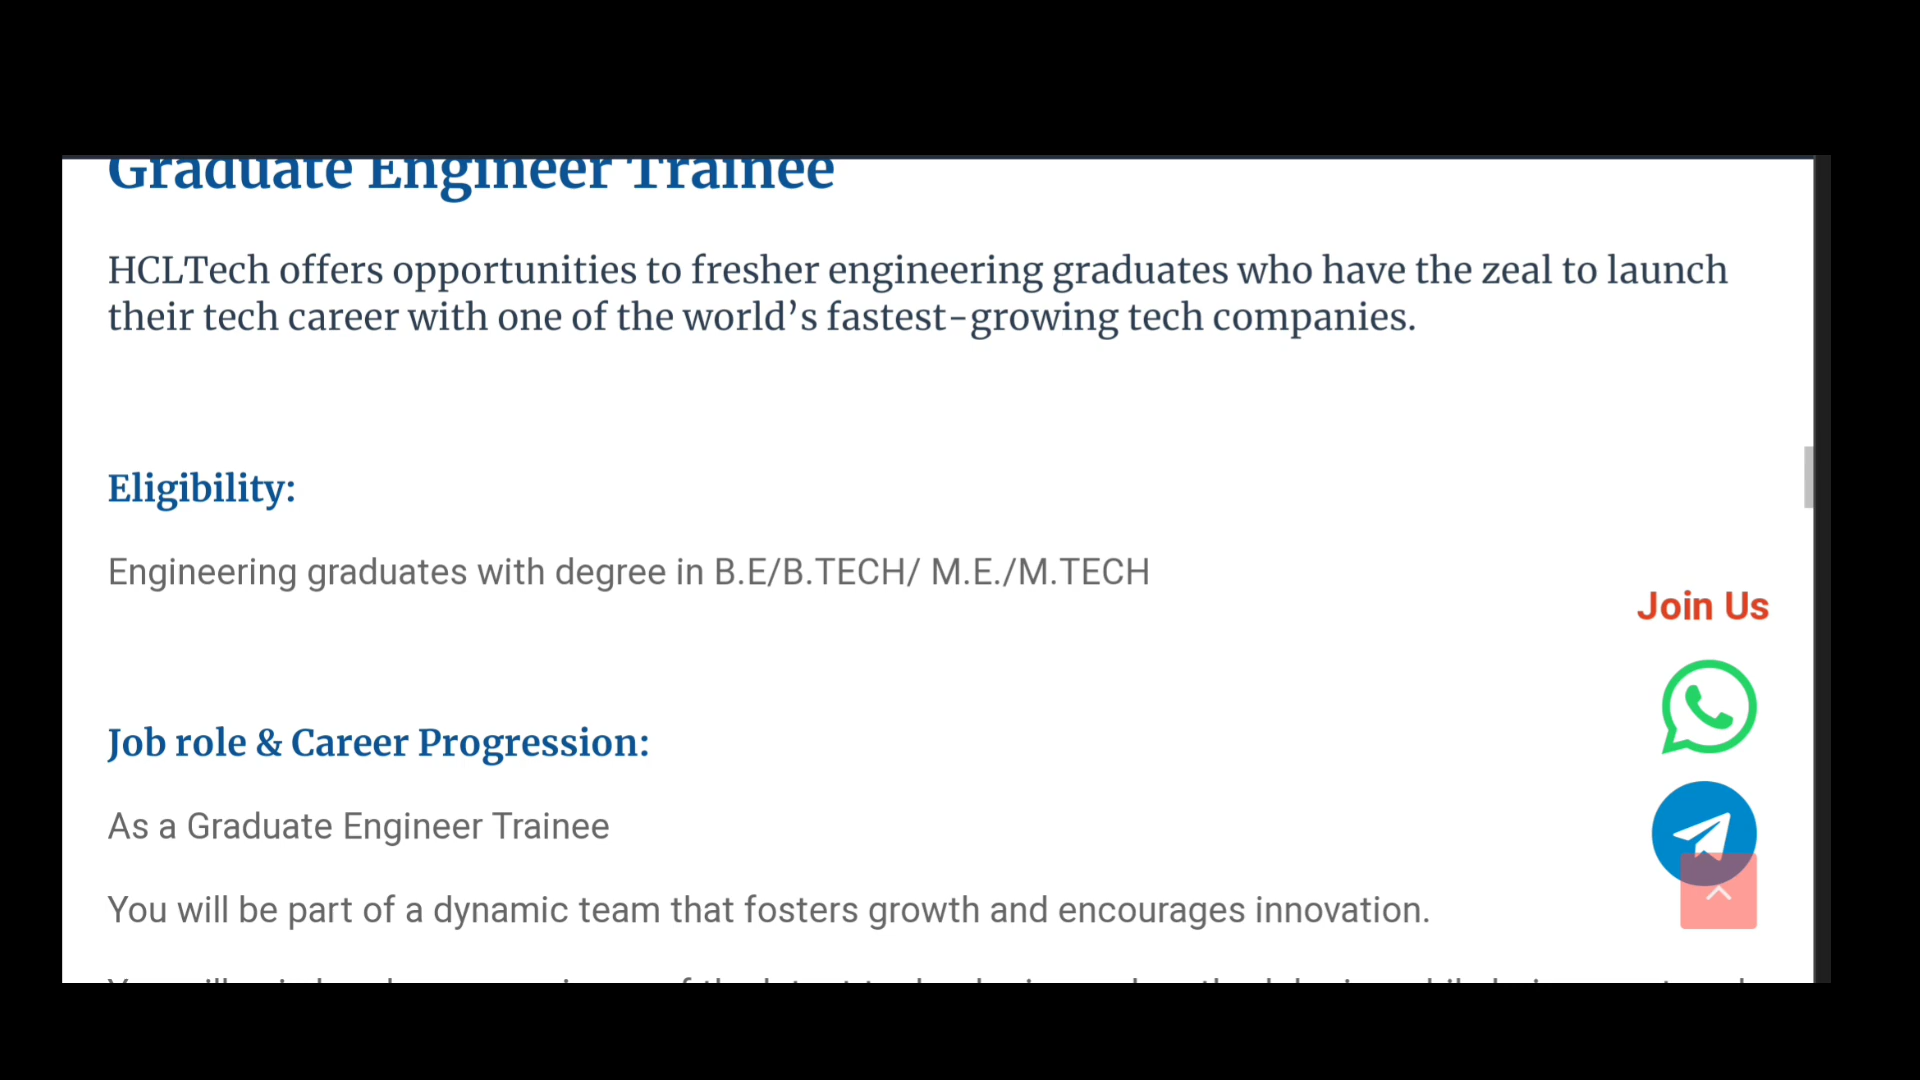 Graduate Engineer Trainee
HCLTech offers opportunities to fresher engineering graduates who have the zeal to launch
their tech career with one of the world’s fastest-growing tech companies.
Eligibility:
Engineering graduates with degree in B.E/B.TECH/ M.E./M.TECH
Join Us
Job role & Career Progression:
As a Graduate Engineer Trainee
You will be part of a dynamic team that fosters growth and encourages innovation.